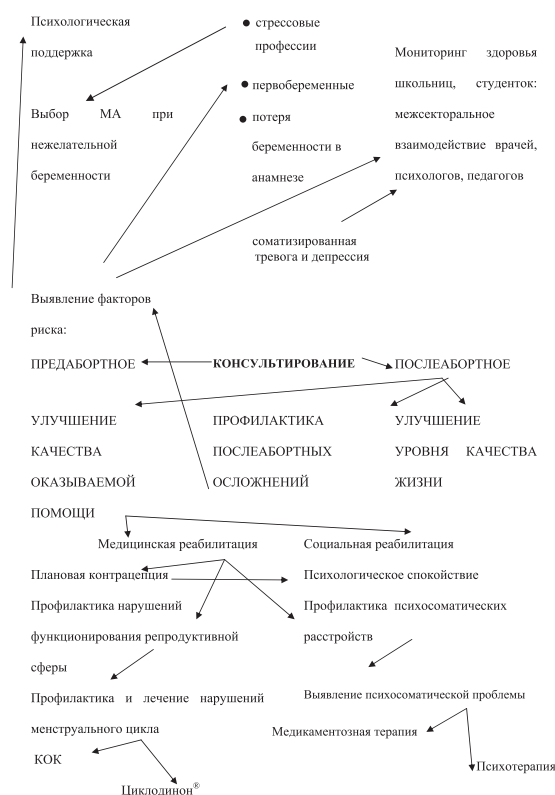 Психологическая
поддержка
Выбор МА при
нежелательной
беременности
● стрессовые
профессии
● первобеременные
● потеря
беременности в
анамнезе
Мониторинг здоровья
школьниц, студенток:
межсекторальное
взаимодействие врачей,
психологов, педагогов
соматизированная
тревога и депрессия
Выявление факторов
риска:
ПРЕДАБОРТНОЕ
КОНСУЛЬТИРОВАНИЕ
ПОСЛЕАБОРТНОЕ
УЛУЧШЕНИЕ
КАЧЕСТВА
ОКАЗЫВАЕМОЙ
ПОМОЩИ
ПРОФИЛАКТИКА
ПОСЛЕАБОРТНЫХ
ОСЛОЖНЕНИЙ
УЛУЧШЕНИЕ
УРОВНЯ КАЧЕСТВА
ЖИЗНИ
Медицинская реабилитация
Плановая контрацепция
Профилактика нарушений
функционирования репродуктивной
сферы
Профилактика и лечение нарушений
менструального цикла
КОК
Циклодинон®
Социальная реабилитация
Психологическое спокойствие
Профилактика психосоматических
расстройств
Выявление психосоматической проблемы
Медикаментозная терапия
Психотерапия